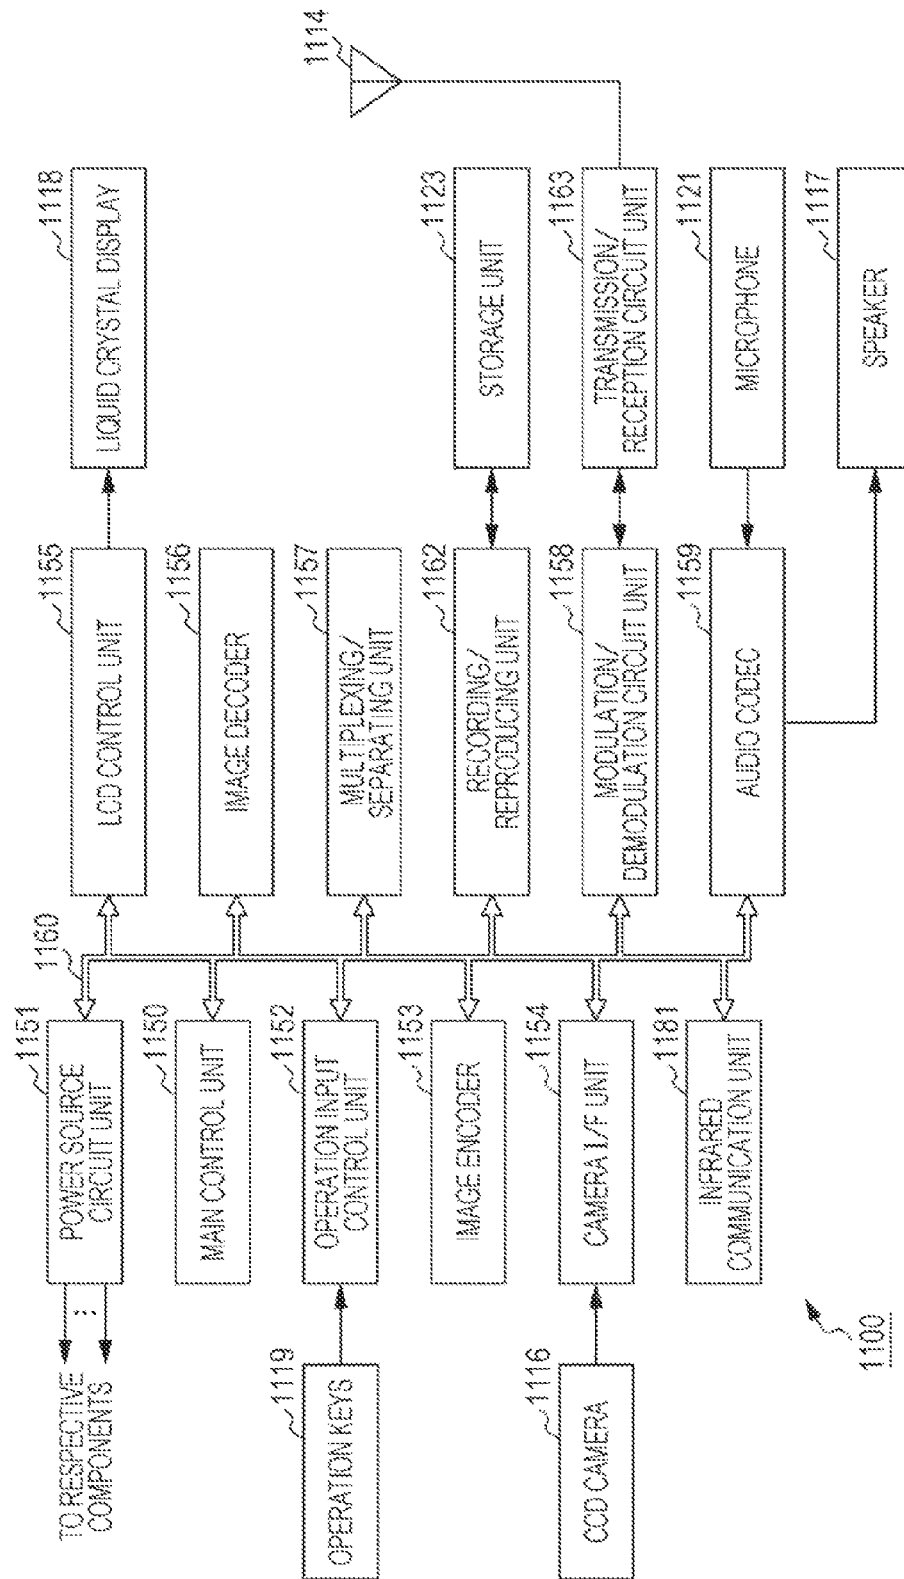 TO RESPECTIVE
COMPONENTS
1151
POWER SOURCE
CIRCUIT UNIT
1160
1155
LCD CONTROL UNIT
1118
LIQUID CRYSTAL DISPLAY
1150
MAIN CONTROL UNIT
1156
IMAGE DECODER
1119
OPERATION KEYS
1152
OPERATION INPUT
CONTROL UNIT
1157
MULTIPLEXING/
SEPARATING UNIT
1114
1153
IMAGE ENCODER
1162
RECORDING/
REPRODUCING UNIT
1123
STORAGE UNIT
1116
CCD CAMERA
1154
CAMERA I/F UNIT
1158
MODULATION/
DEMODULATION CIRCUIT UNIT
1163
TRANSMISSION/
RECEPTION CIRCUIT UNIT
1181
INFRARED
COMMUNICATION UNIT
1159
AUDIO CODEC
1121
MICROPHONE
1117
SPEAKER
1100